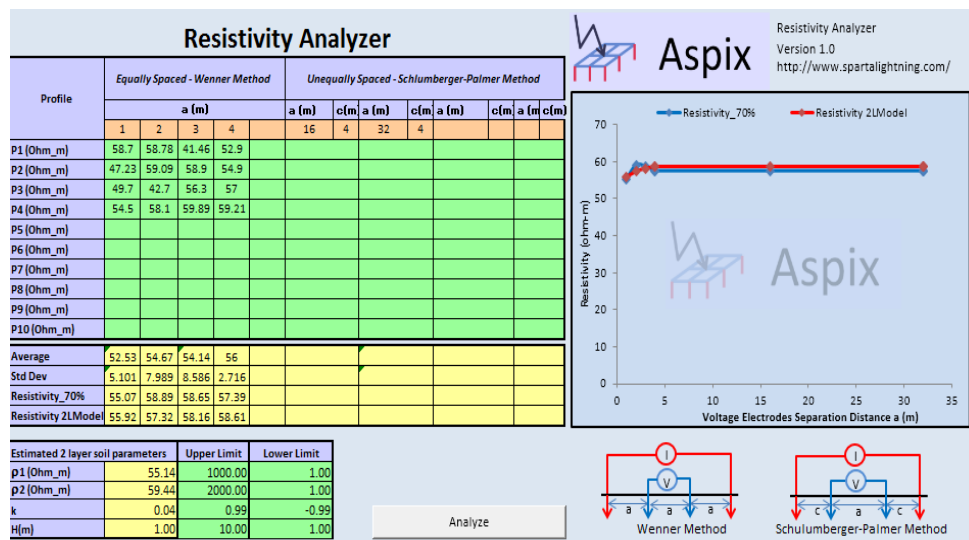 Resistivity Analyzer
Aspix
Resistivity Analyzer
Version 1.0
http://www.spartalightning.com/
Profile
Equally Spaced - Wenner Method
Unequally Spaced - Schlumberger-Palmer Method
a (m)
a (m) c(m) a (m) c(m) a (m) c(m) a (m c(m)
1 2 3 4 16 4 32 4
P1 (Ohm_m) 58.7 58.78 41.46 52.9
P2 (Ohm_m) 47.23 59.09 58.9 54.9
P3 (Ohm_m) 49.7 42.7 56.3 57
P4 (Ohm_m) 54.5 58.1 59.89 59.21
P5 (Ohm_m)
P6 (Ohm_m)
P7 (Ohm_m)
P8 (Ohm_m)
P9 (Ohm_m)
P10 (Ohm_m)
Average 52.53 54.67 54.14 56
Std Dev 5.101 7.989 8.586 2.716
Resistivity_70% 55.07 58.89 58.65 57.39
Resistivity 2LModel 55.92 57.32 58.16 58.61
Estimated 2 layer soil parameters Upper Limit Lower Limit
ρ1 (Ohm_m) 55.14 1000.00 1.00
ρ2 (Ohm_m) 59.44 2000.00 1.00
k 0.04 0.99 -0.99
H(m) 1.00 10.00 1.00
Analyze
Resistivity_70% Resistivity 2LModel
70
60
50
40
30
20
10
0
Resistivity (ohm-m)
Aspix
0 5 10 15 20 25 30 35
Voltage Electrodes Separation Distance a (m)
I
V
a a a
Wenner Method
I
V
c a c
Schulumberger-Palmer Method